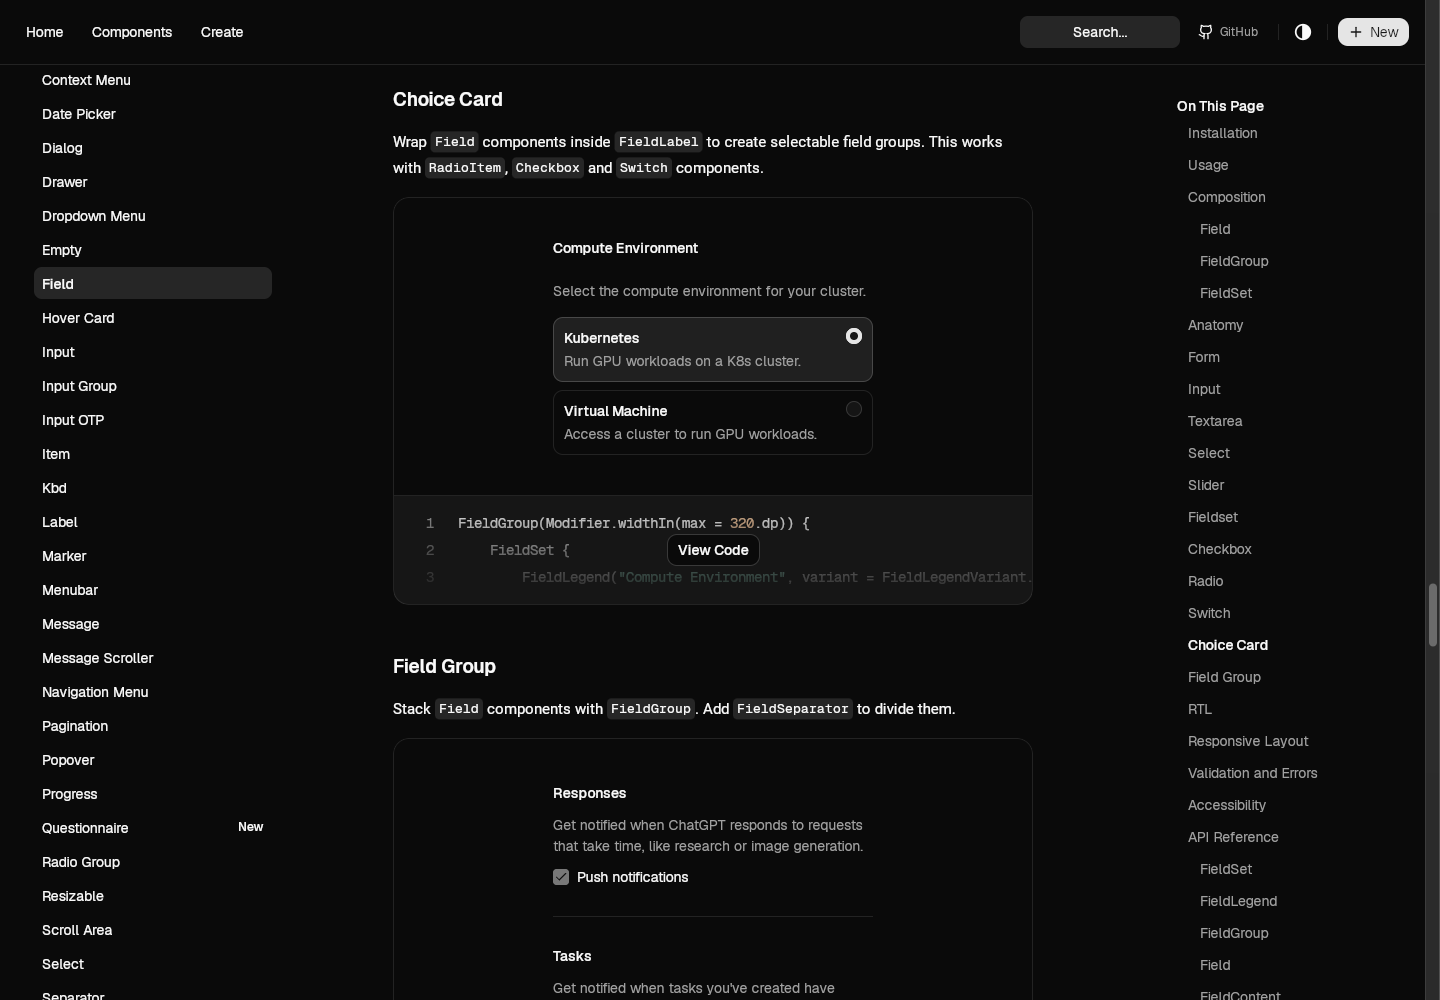 Home
Components
Create
Search...
GitHub
New
Context Menu
Date Picker
Dialog
Drawer
Dropdown Menu
Empty
Field
Hover Card
Input
Input Group
Input OTP
Item
Kbd
Label
Marker
Menubar
Message
Message Scroller
Navigation Menu
Pagination
Popover
Progress
Questionnaire New
Radio Group
Resizable
Scroll Area
Select
Separator
Choice Card
Wrap Field components inside FieldLabel to create selectable field groups. This works
with RadioItem, Checkbox and Switch components.
Compute Environment
Select the compute environment for your cluster.
Kubernetes
Run GPU workloads on a K8s cluster.
Virtual Machine
Access a cluster to run GPU workloads.
1 FieldGroup(Modifier.widthIn(max = 320.dp)) {
2 FieldSet {
View Code
3 FieldLegend("Compute Environment", variant = FieldLegendVariant.
Field Group
Stack Field components with FieldGroup. Add FieldSeparator to divide them.
Responses
Get notified when ChatGPT responds to requests
that take time, like research or image generation.
Push notifications
Tasks
Get notified when tasks you've created have
On This Page
Installation
Usage
Composition
Field
FieldGroup
FieldSet
Anatomy
Form
Input
Textarea
Select
Slider
Fieldset
Checkbox
Radio
Switch
Choice Card
Field Group
RTL
Responsive Layout
Validation and Errors
Accessibility
API Reference
FieldSet
FieldLegend
FieldGroup
Field
FieldContent